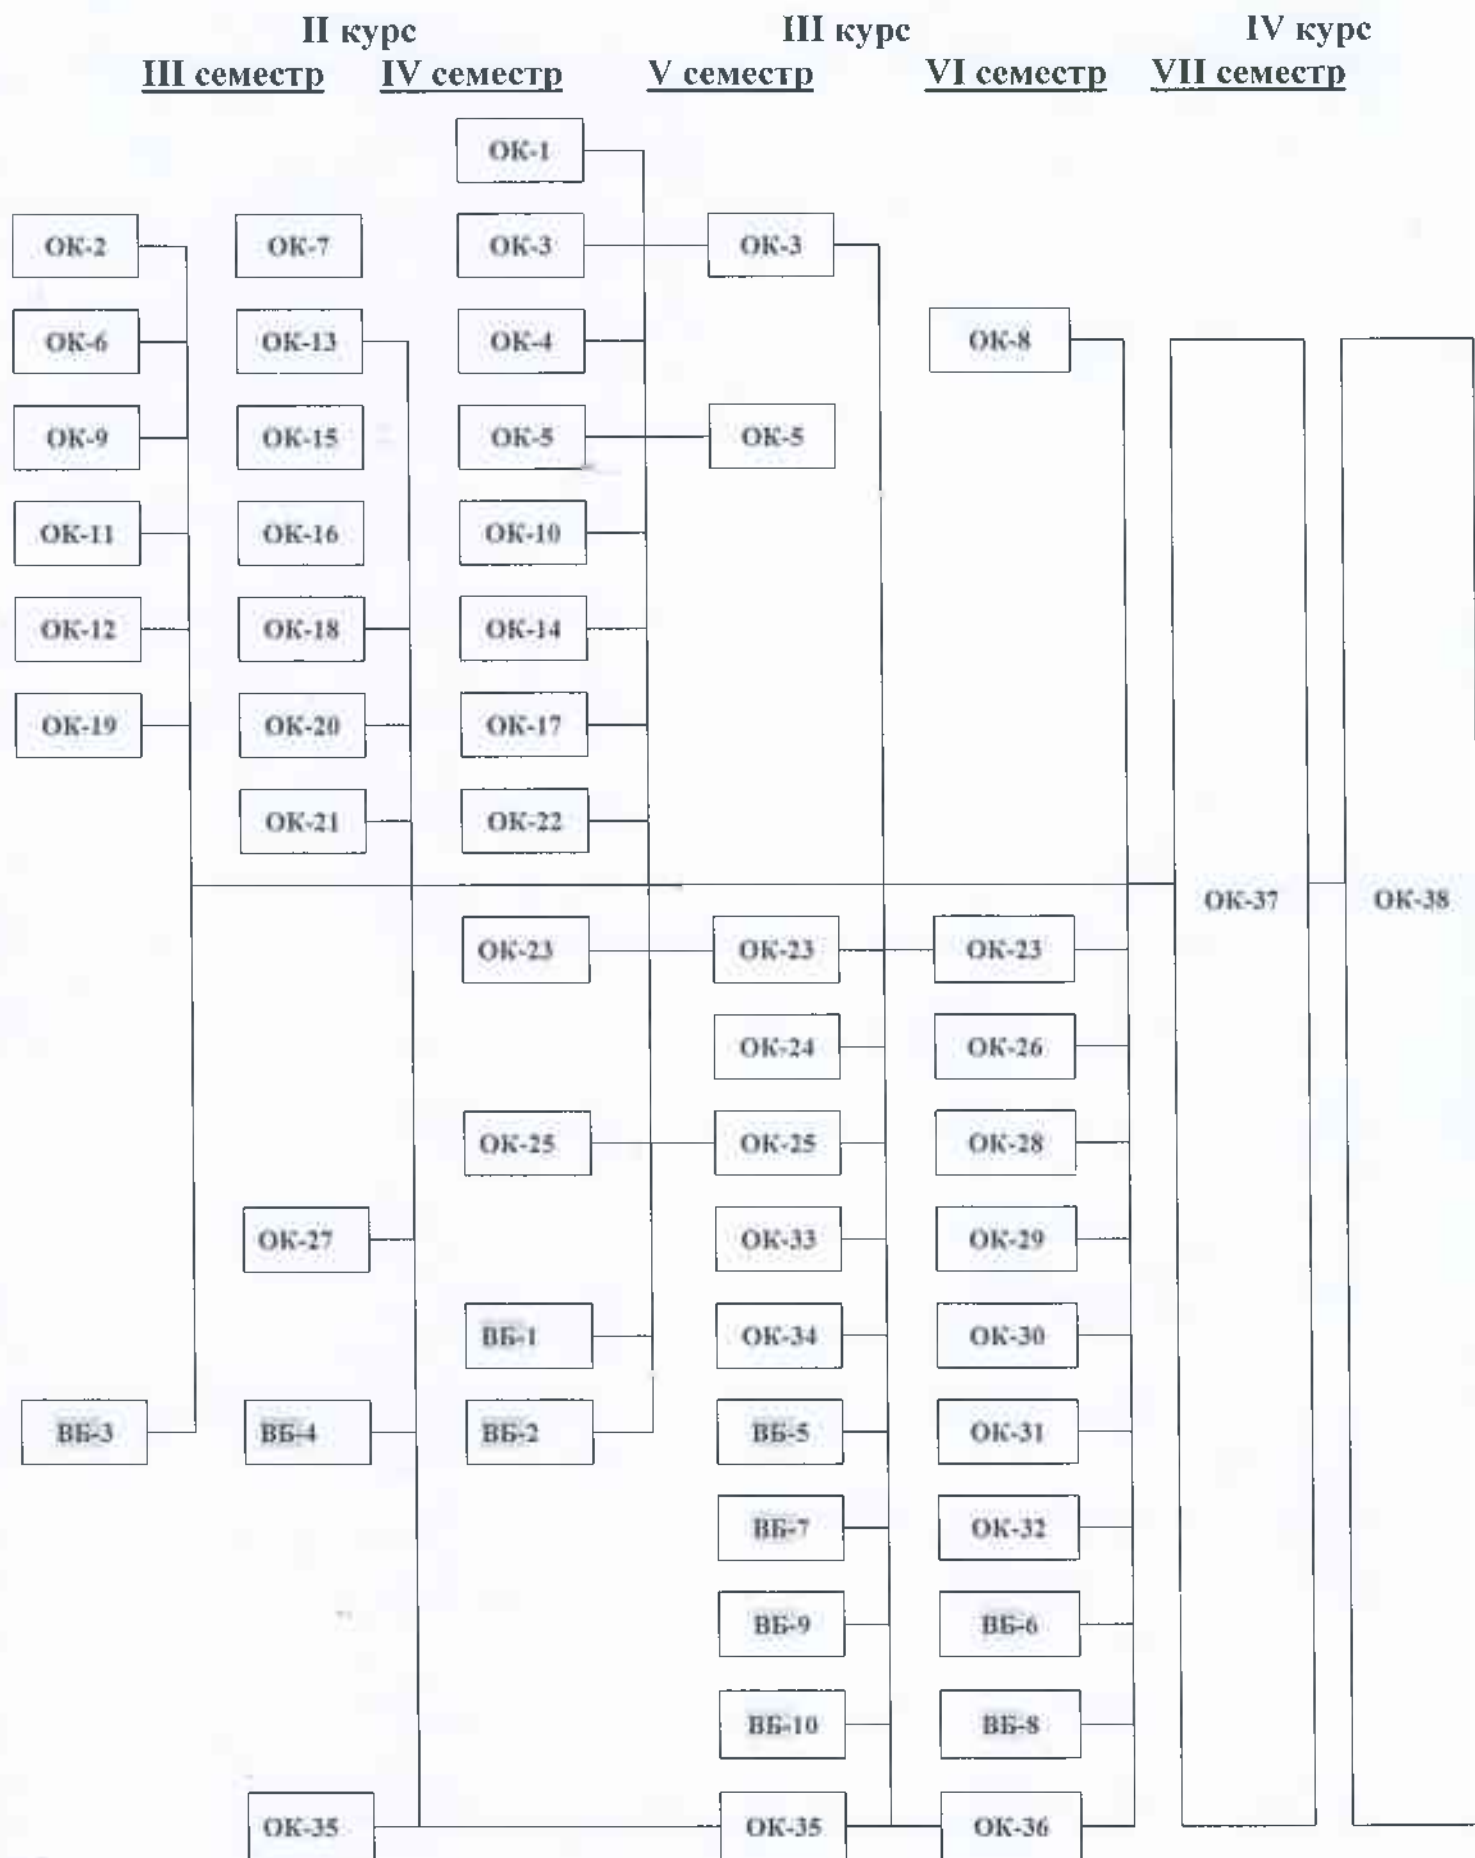 II курс III курс IV курс
III семестр IV семестр V семестр VI семестр VII семестр
ОК-1
ОК-2 ОК-7 ОК-3 ОК-3
ОК-6 ОК-13 ОК-4 ОК-8
ОК-9 ОК-15 ОК-5 ОК-5
ОК-11 ОК-16 ОК-10
ОК-12 ОК-18 ОК-14
ОК-19 ОК-20 ОК-17
ОК-21 ОК-22
ОК-37 ОК-38
ОК-23 ОК-23 ОК-23
ОК-24 ОК-26
ОК-25 ОК-25 ОК-28
ОК-27 ОК-33 ОК-29
ВБ-1 ОК-34 ОК-30
ВБ-3 ВБ-4 ВБ-2 ВБ-5 ОК-31
ВБ-7 ОК-32
ВБ-9 ВБ-6
ВБ-10 ВБ-8
ОК-35 ОК-35 ОК-36